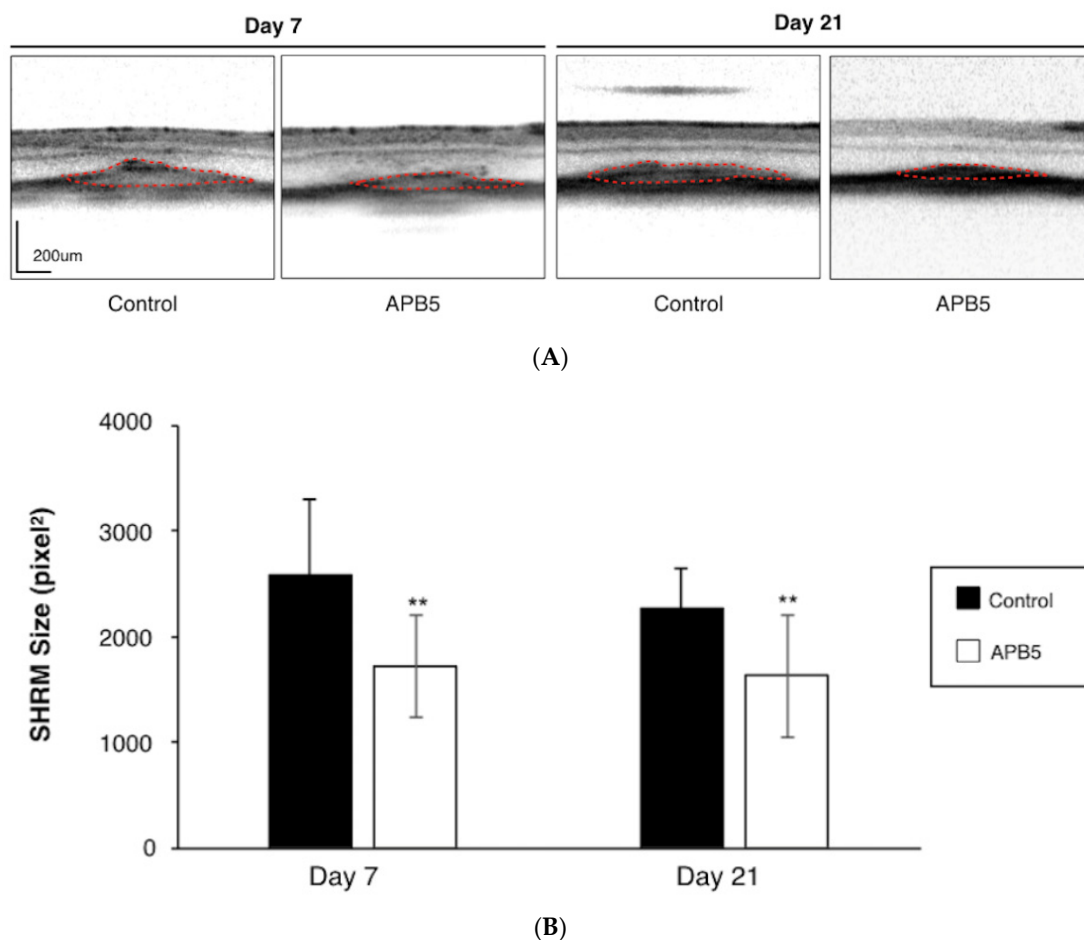 Day 7 Day 21
200um
Control APB5 Control APB5
(A)
4000
3000
2000
1000
0
SHRM Size (pixel²)
** **
Control
APB5
Day 7 Day 21
(B)